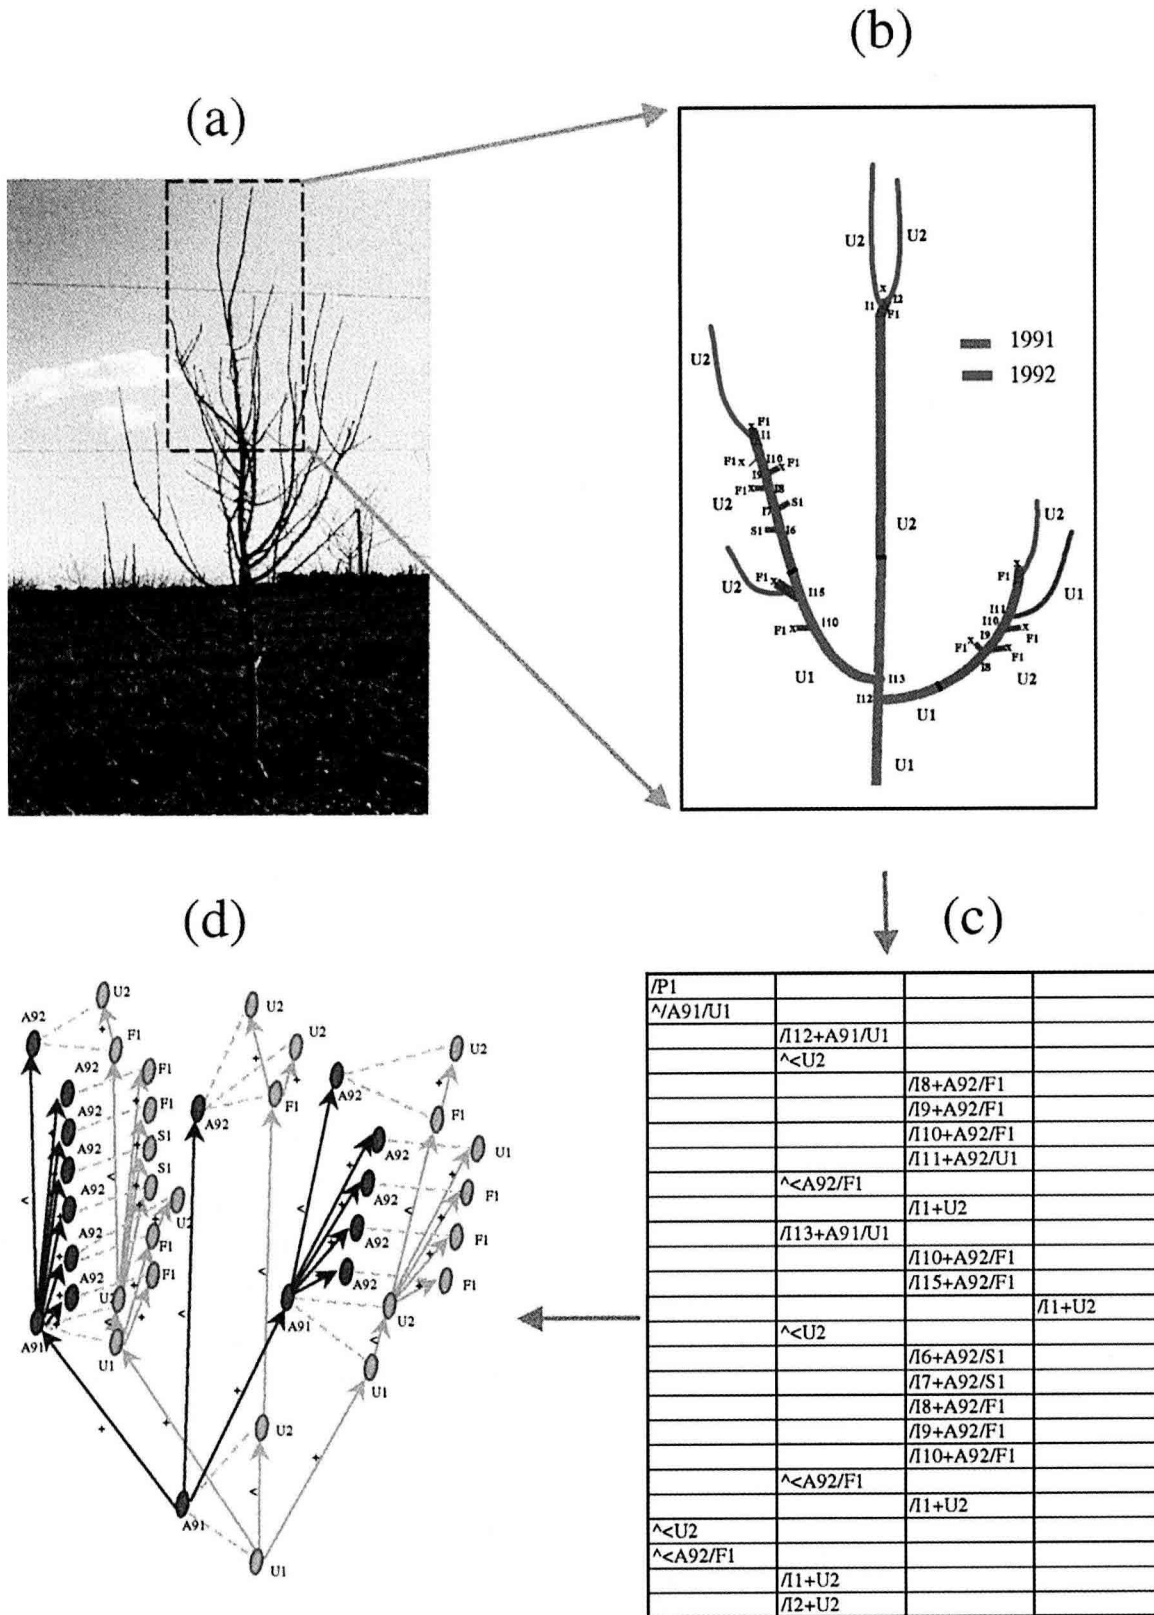 (b)
(a)
U2 U2
x
I1 I2
F1
1991
1992
U2
x F1
I1
F1 x I10 x F1
I9
F1 x I8
U2 I7 S1
S1 I6
U2
U2
x
F1
U2 F1 x
I15
I11
U1
F1 x I10
I10 x
F1
F1 x I9
x F1
I8
U2
U1
I13
I12
U1
U1
(d)
(c)
/P1
^/A91/U1
/I12+A91/U1
^<U2
/I8+A92/F1
/I9+A92/F1
/I10+A92/F1
/I11+A92/U1
^<A92/F1
/I1+U2
/I13+A91/U1
/I10+A92/F1
/I15+A92/F1
/I1+U2
^<U2
/I6+A92/S1
/I7+A92/S1
/I8+A92/F1
/I9+A92/F1
/I10+A92/F1
^<A92/F1
/I1+U2
^<U2
^<A92/F1
/I1+U2
/I2+U2
U2
U2
A92
F1
U2
U2
A92
F1
A92
A92
F1
F1
A92
F1
A92
S1
A92
U1
A92
S1
A92
F1
A92
U2
A92
F1
F1
A92
F1
A92
F1
U2
A91
U2
A91
U1
U1
U2
A91
U1